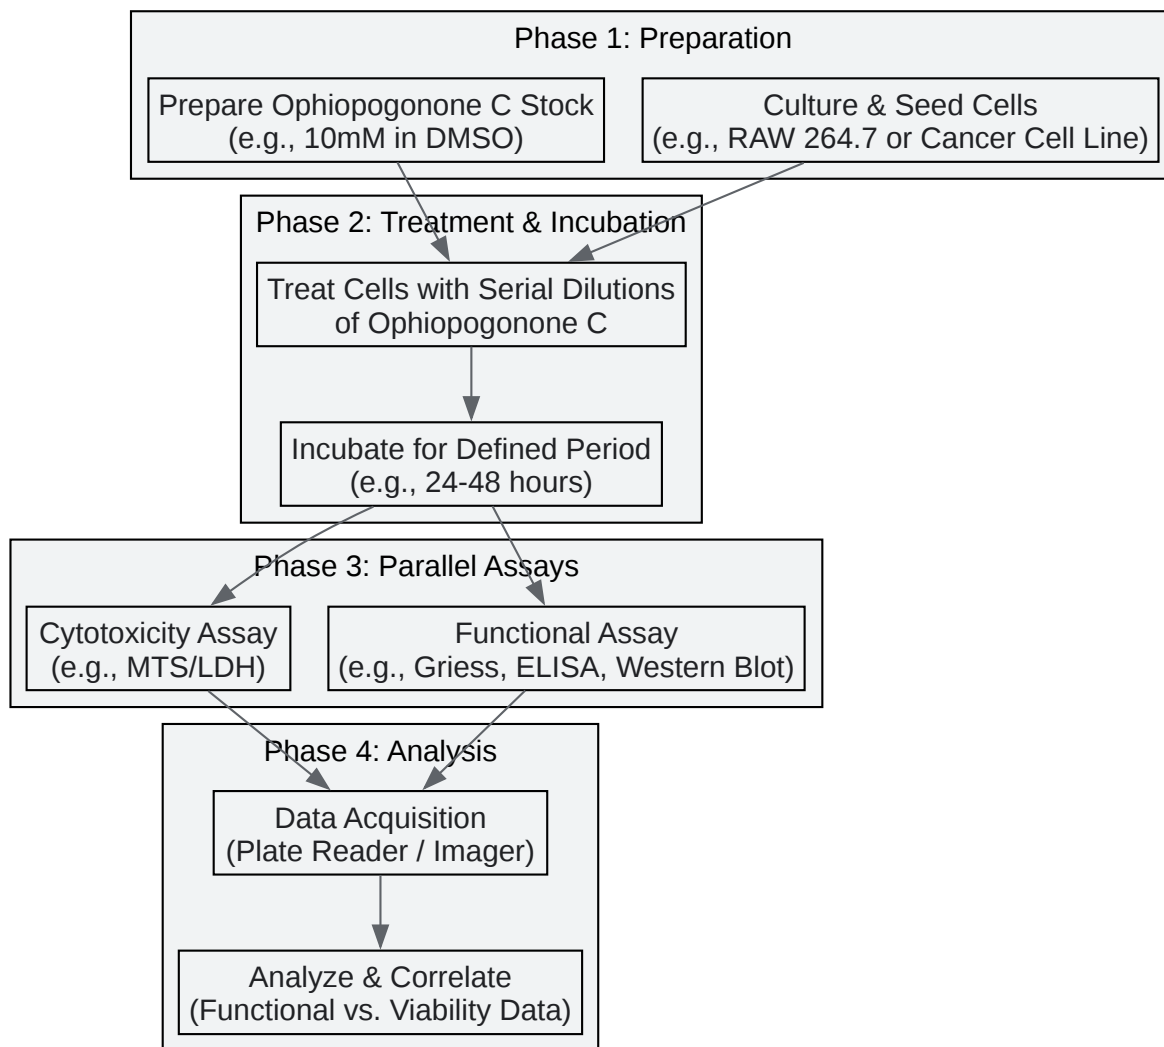 Phase 1: Preparation
Prepare Ophiopogonone C Stock
(e.g., 10mM in DMSO)
Culture & Seed Cells
(e.g., RAW 264.7 or Cancer Cell Line)
Phase 2: Treatment & Incubation
Treat Cells with Serial Dilutions
of Ophiopogonone C
Incubate for Defined Period
(e.g., 24-48 hours)
Phase 3: Parallel Assays
Cytotoxicity Assay
(e.g., MTS/LDH)
Functional Assay
(e.g., Griess, ELISA, Western Blot)
Phase 4: Analysis
Data Acquisition
(Plate Reader / Imager)
Analyze & Correlate
(Functional vs. Viability Data)